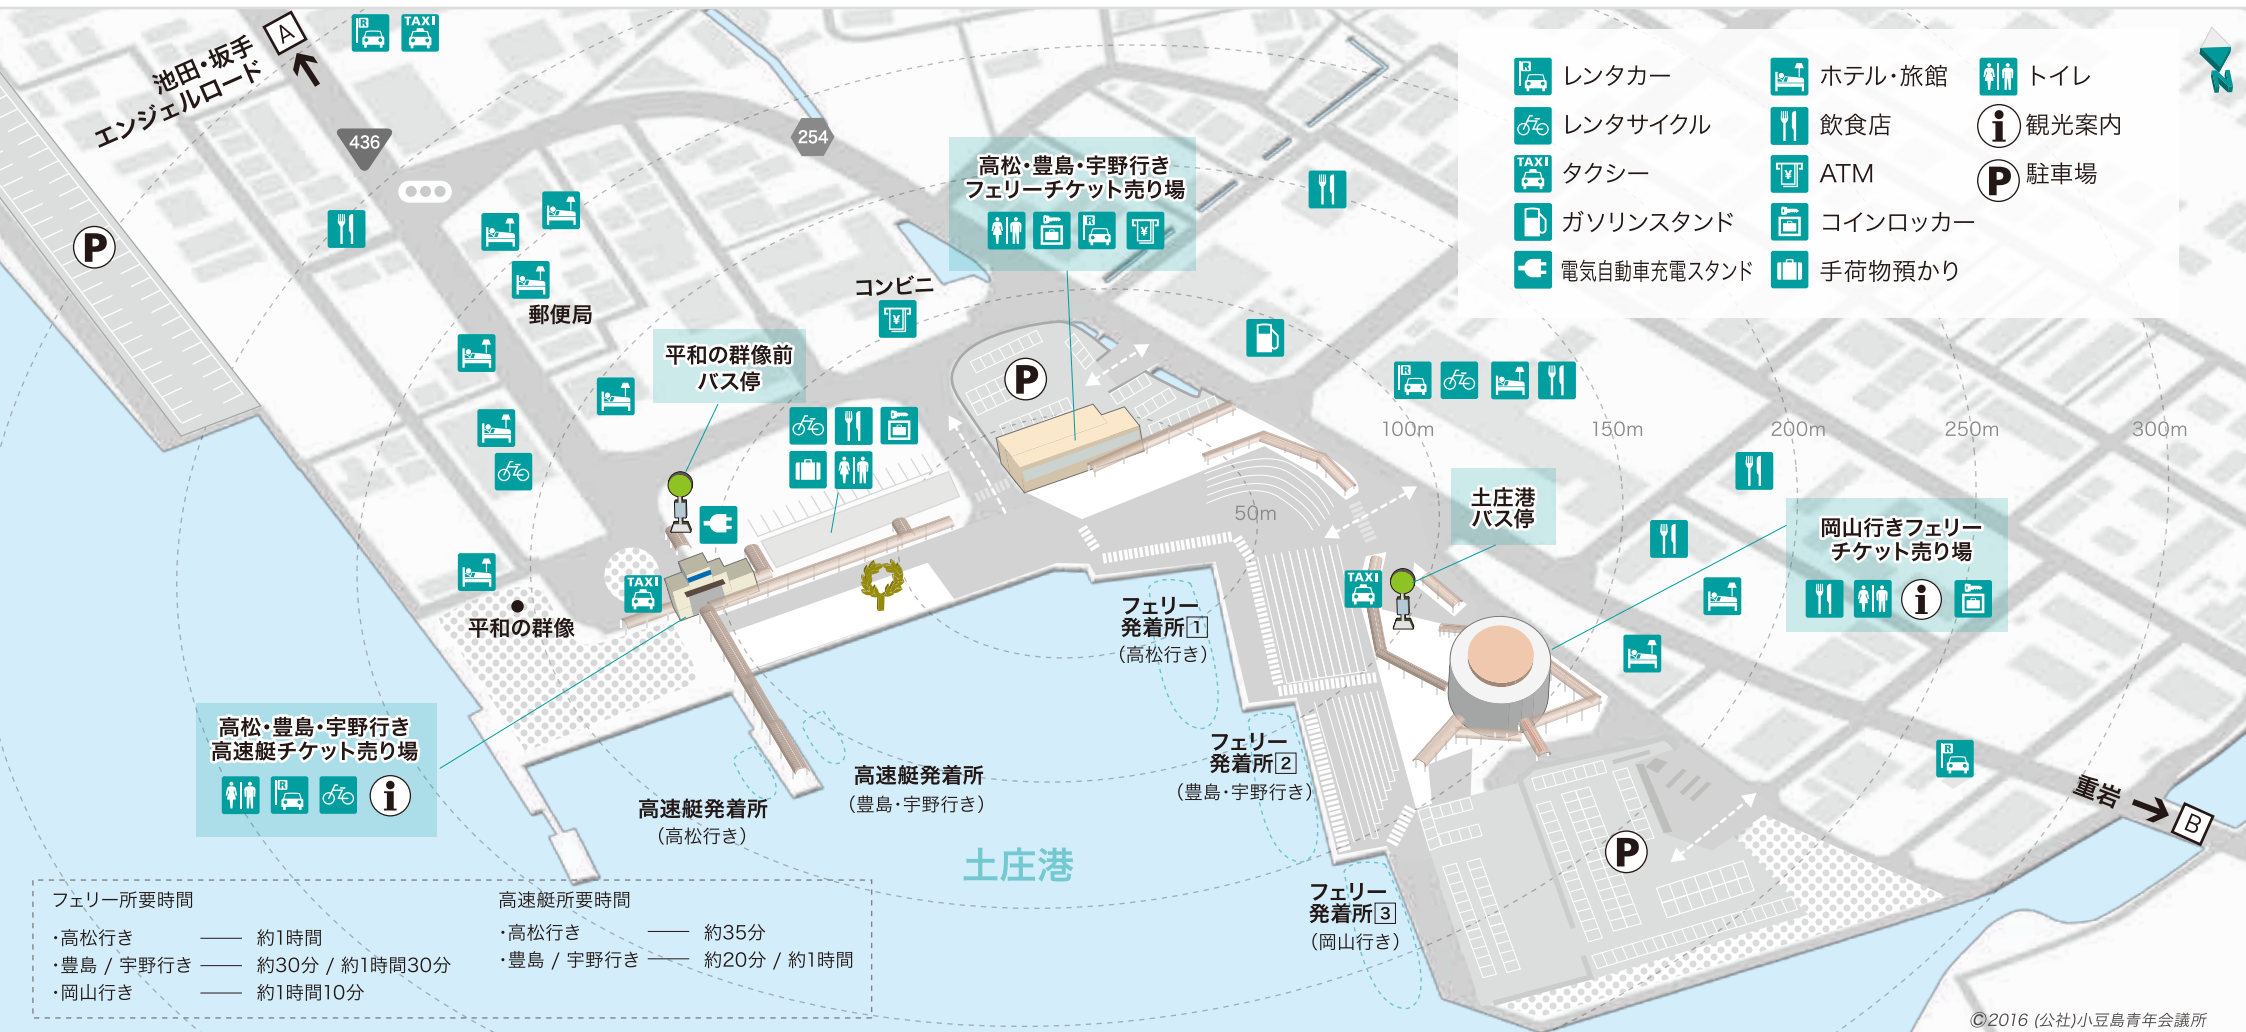 池田・坂手
エンジェルロード
A
R
TAXI
436
254
P
レンタカー
レンタサイクル
TAXI
タクシー
ガソリンスタンド
電気自動車充電スタンド
ホテル・旅館
飲食店
ATM
コインロッカー
手荷物預かり
トイレ
i 観光案内
P 駐車場
N
高松・豊島・宇野行き
フェリーチケット売り場
コンビニ
郵便局
平和の群像前
バス停
P
100m
150m
200m
250m
300m
50m
土庄港
バス停
岡山行きフェリー
チケット売り場
i
TAXI
TAXI
平和の群像
フェリー
発着所1
(高松行き)
高松・豊島・宇野行き
高速艇チケット売り場
R
i
フェリー
発着所2
(豊島・宇野行き)
高速艇発着所
(豊島・宇野行き)
高速艇発着所
(高松行き)
土庄港
フェリー
発着所3
(岡山行き)
P
R
重岩
B
フェリー所要時間
・高松行き —— 約1時間
・豊島 / 宇野行き —— 約30分 / 約1時間30分
・岡山行き —— 約1時間10分
高速艇所要時間
・高松行き —— 約35分
・豊島 / 宇野行き —— 約20分 / 約1時間
©2016 (公社)小豆島青年会議所